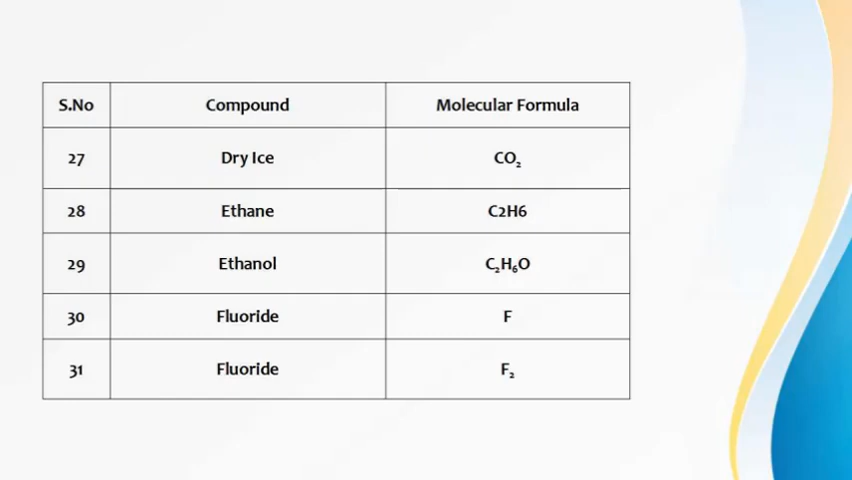 S.No Compound Molecular Formula
27 Dry Ice CO₂
28 Ethane C2H6
29 Ethanol C₂H₆O
30 Fluoride F
31 Fluoride F₂